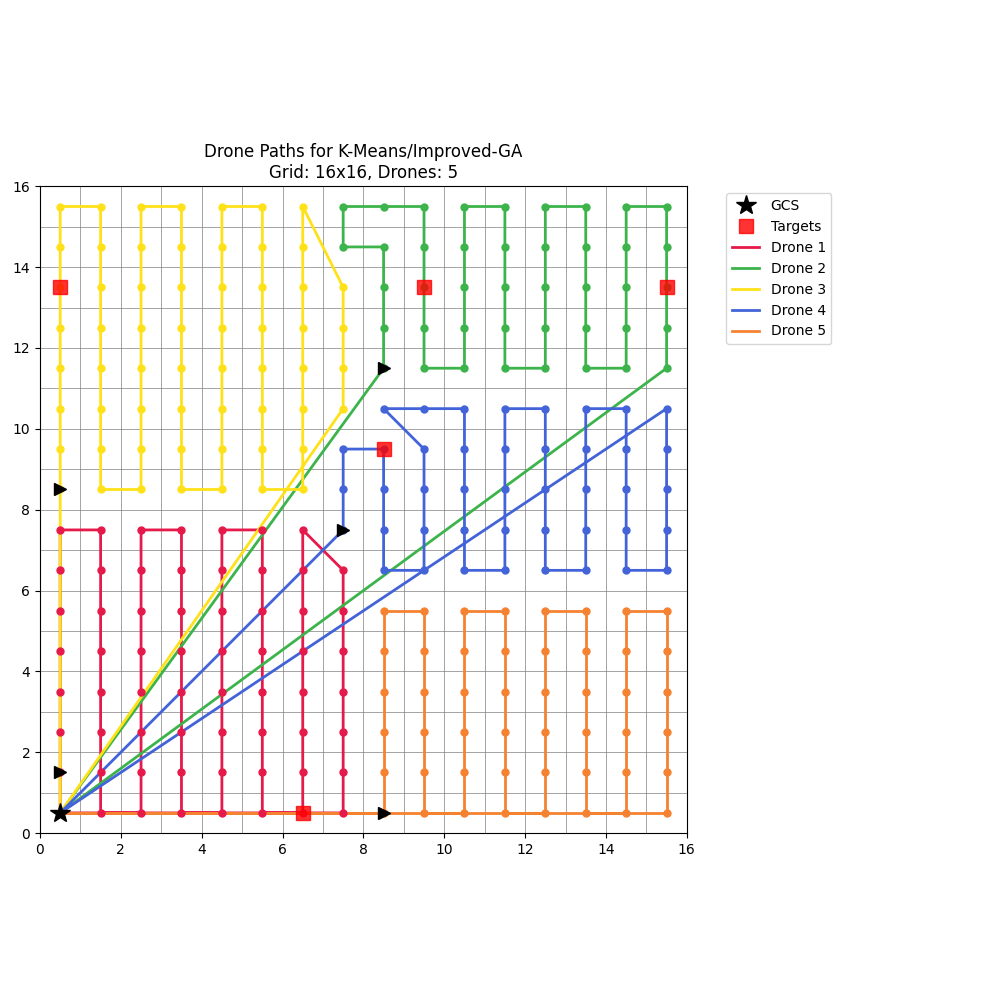 Drone Paths for K-Means/Improved-GA
Grid: 16x16, Drones: 5
16
14
12
10
8
6
4
2
0
0 2 4 6 8 10 12 14 16
GCS
Targets
Drone 1
Drone 2
Drone 3
Drone 4
Drone 5